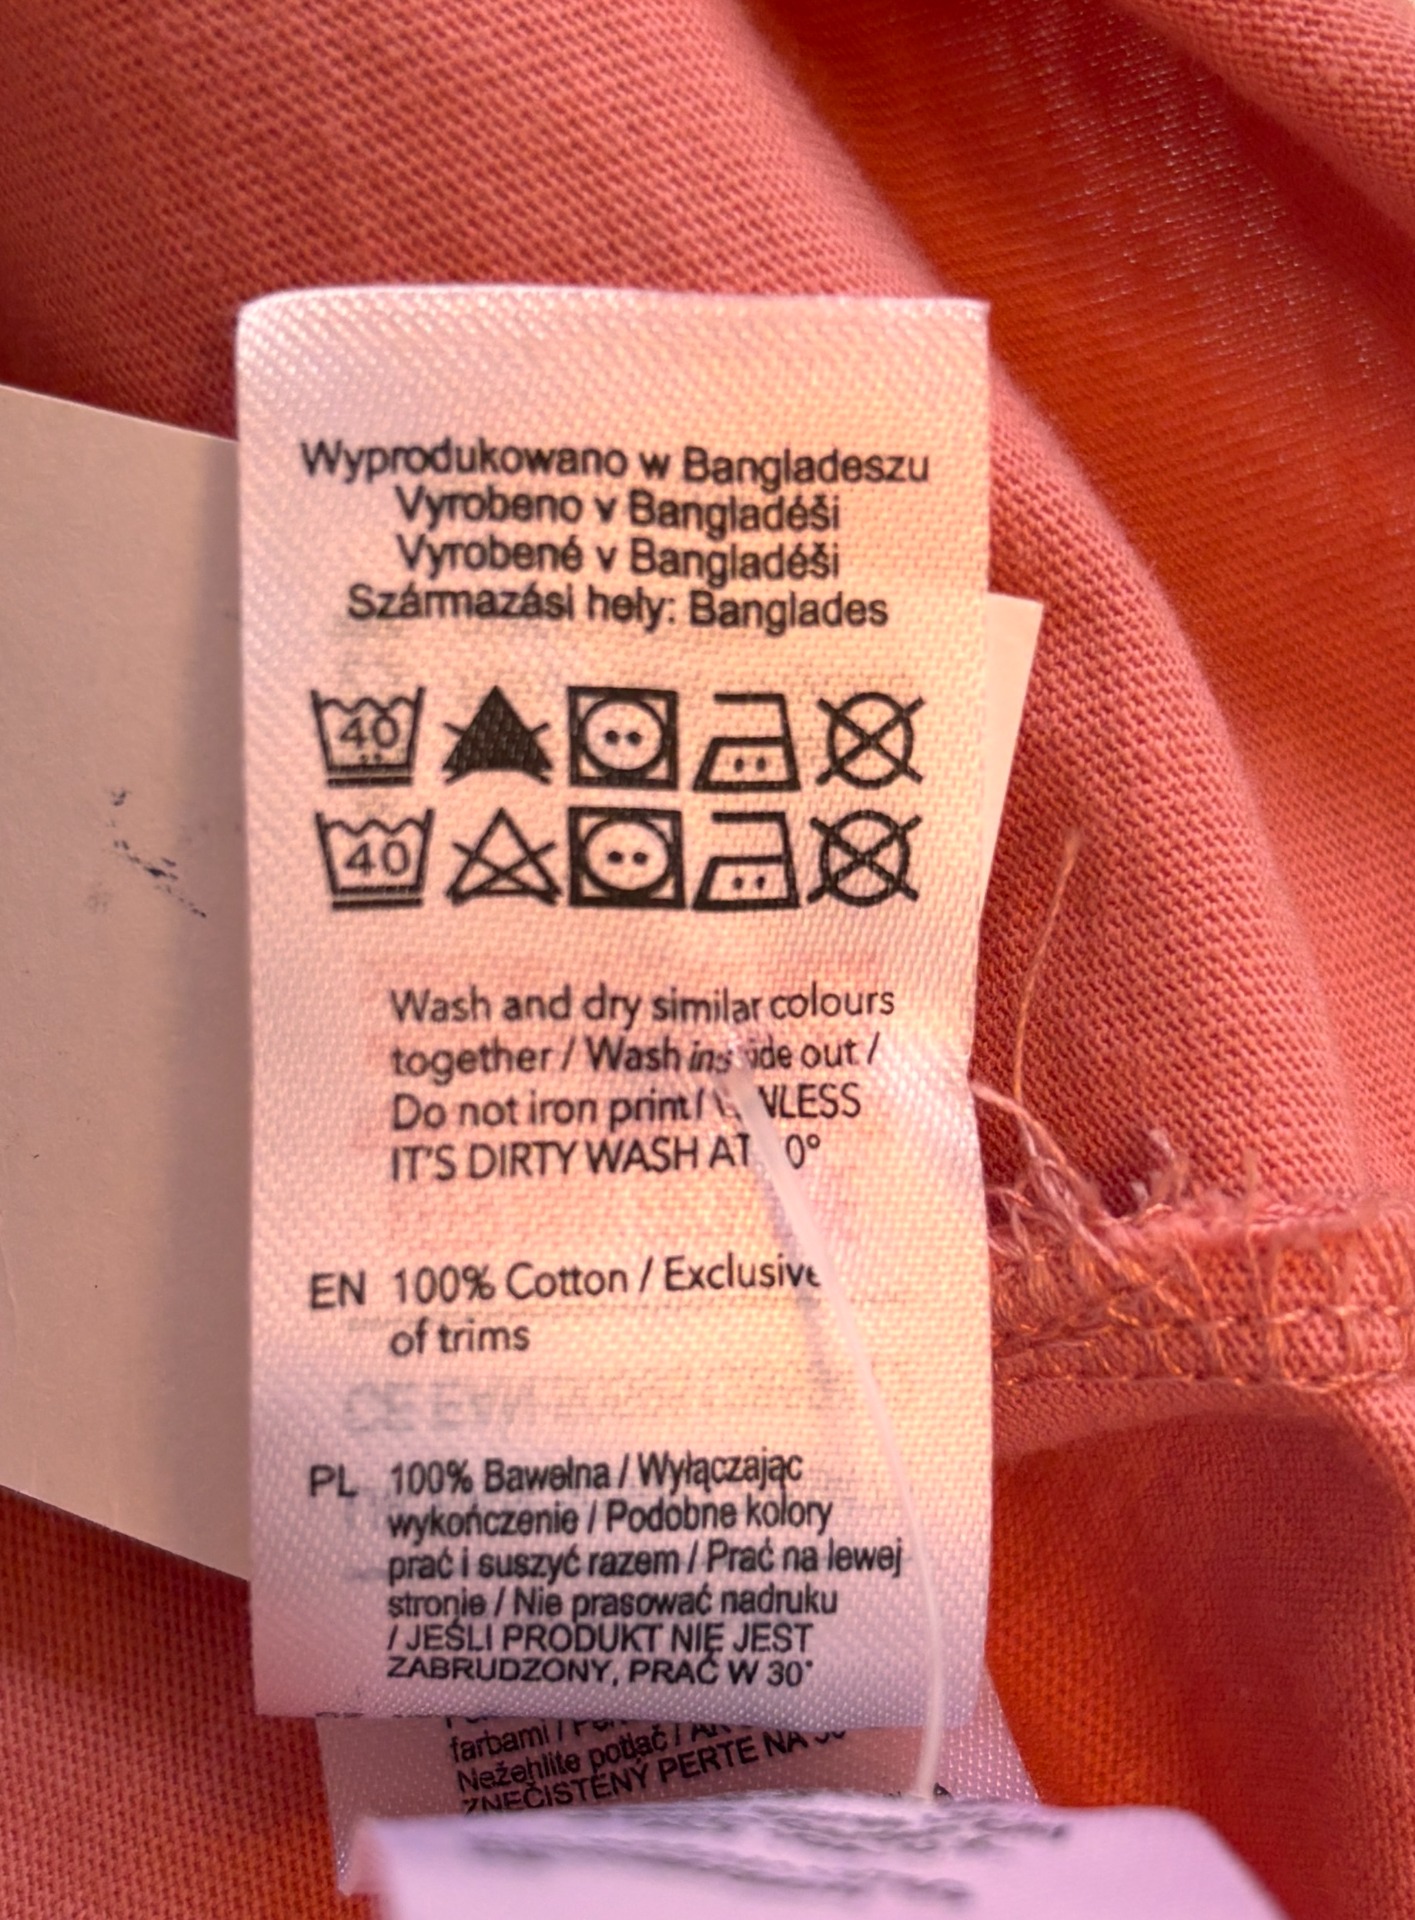 Wyprodukowano w Bangladeszu
Vyrobeno v Bangladéši
Vyrobené v Bangladéši
Származási hely: Banglades
40
40
Wash and dry similar colours
together / Wash inside out /
Do not iron print / UNLESS
IT'S DIRTY WASH AT 0°
EN 100% Cotton / Exclusive
of trims
PL 100% Bawełna / Wyłączając
wykończenie / Podobne kolory
prać i suszyć razem / Prać na lewej
stronie / Nie prasować nadruku
/ JEŚLI PRODUKT NIE JEST
ZABRUDZONY, PRAĆ W 30°
farbami /
Nežehlite potlač /
ZNEČISTENÝ PERTE NA